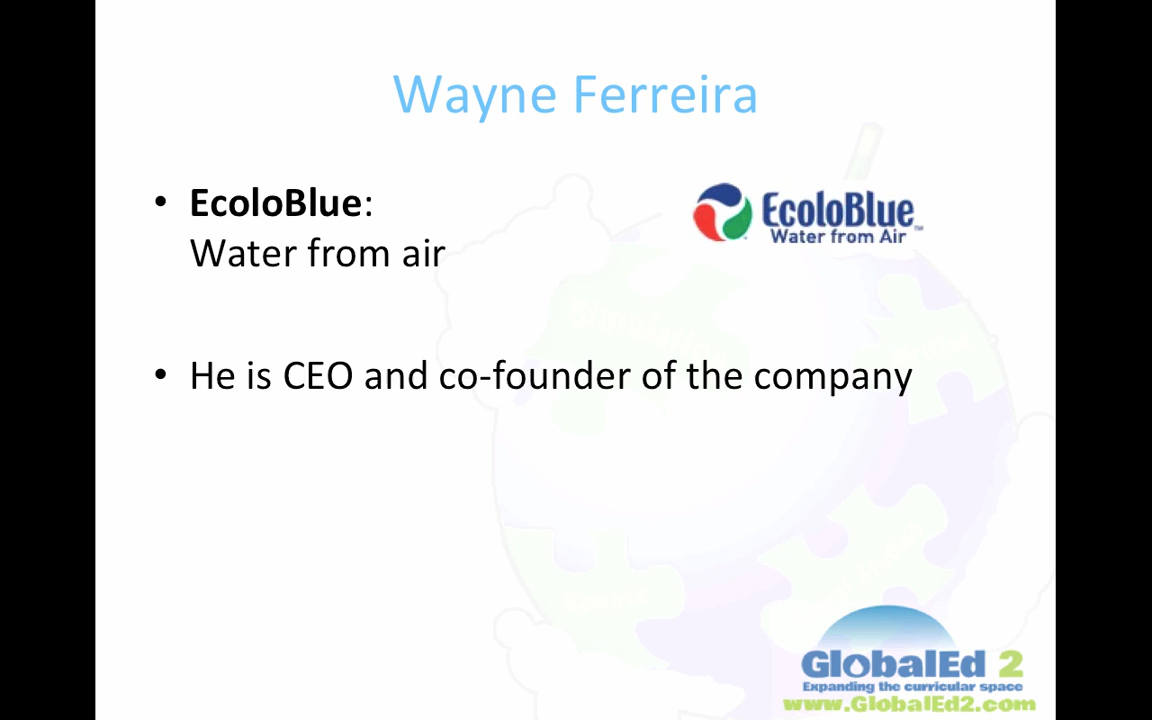 Wayne Ferreira
• EcoloBlue:
Water from air
EcoloBlue™
Water from Air
• He is CEO and co-founder of the company
GlobalEd 2
Expanding the curricular space
www.GlobalEd2.com